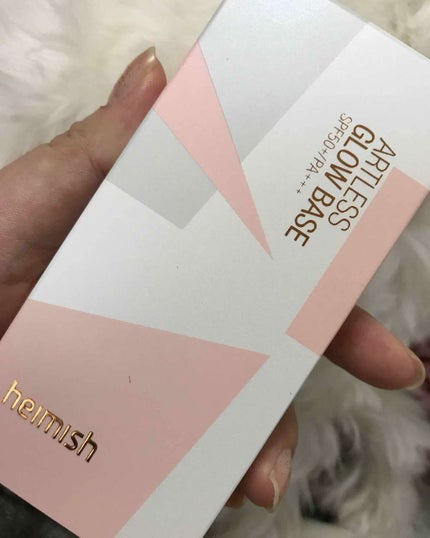 ARTLESS
GLOW BASE
SPF50+/PA+++
heimish